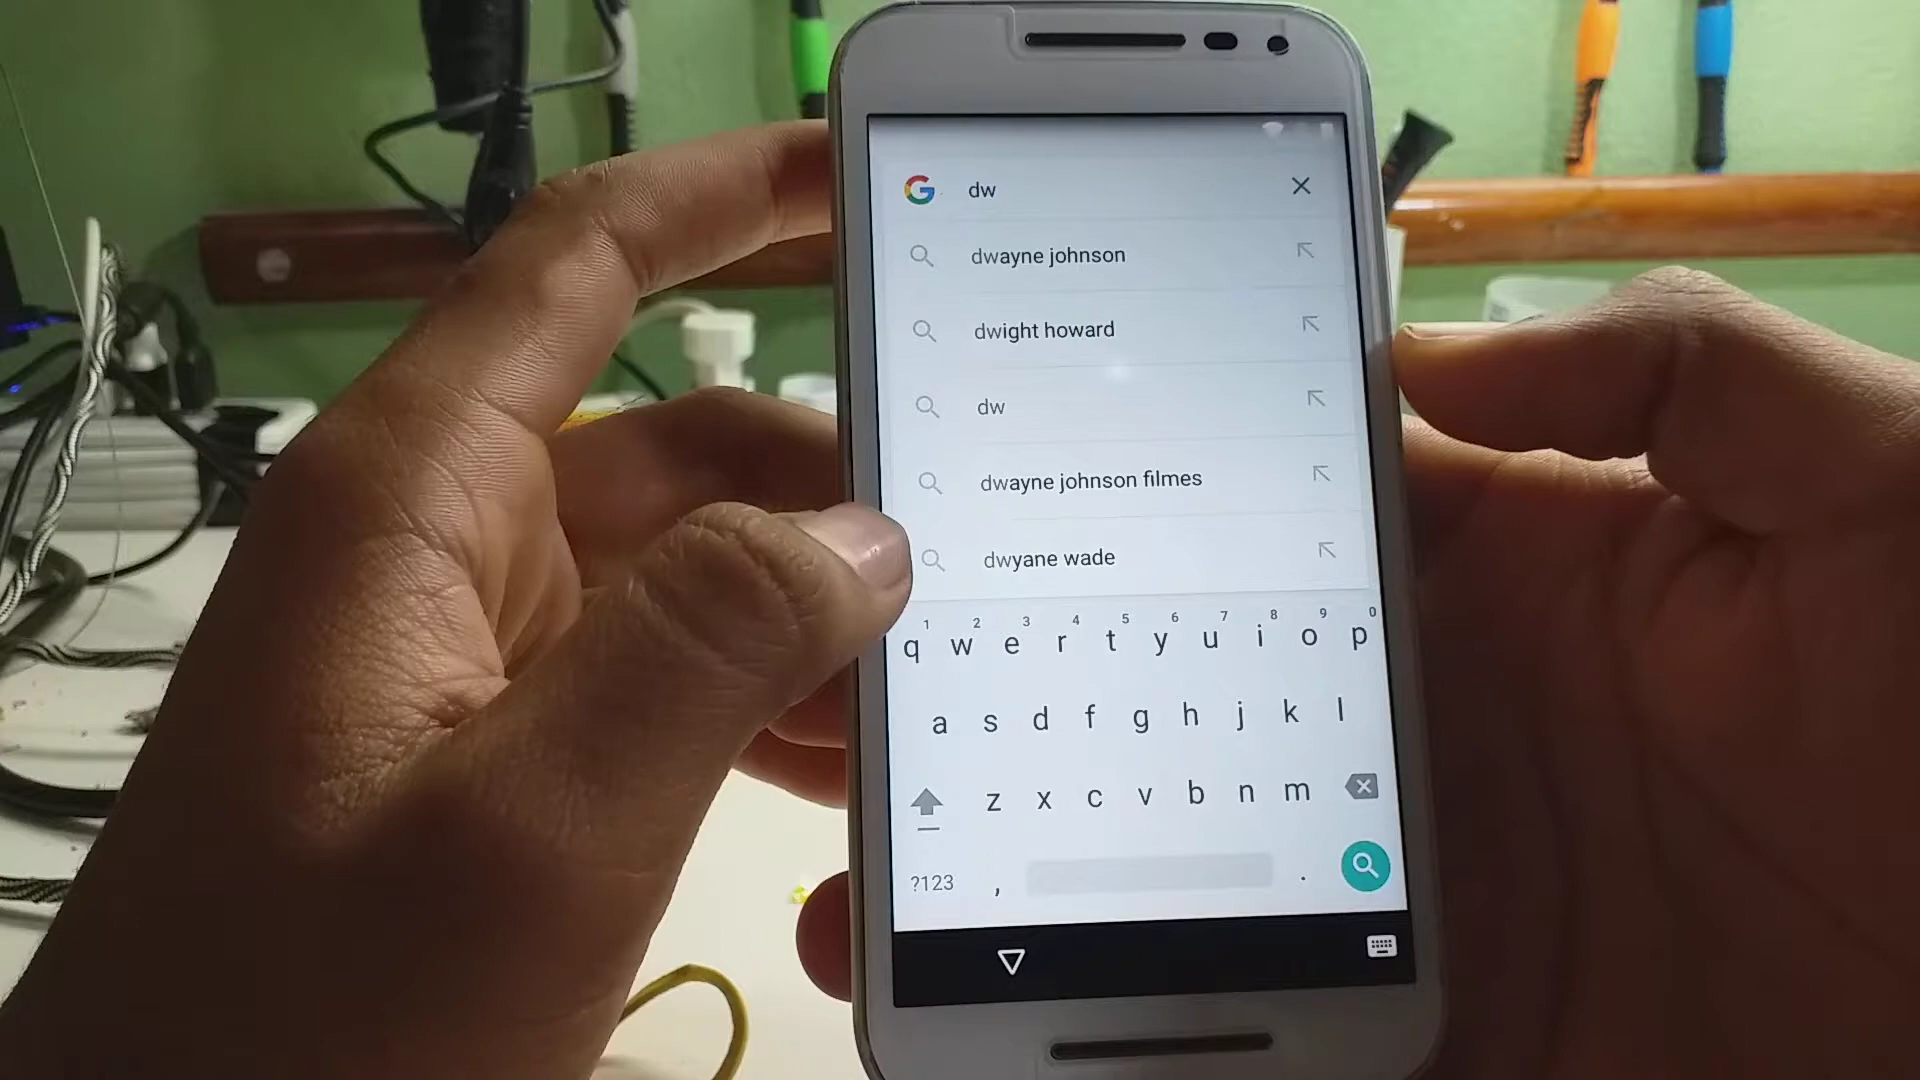 dw
dwayne johnson
dwight howard
dw
dwayne johnson filmes
dwyane wade
1 2 3 4 5 6 7 8 9 0
q w e r t y u i o p
a s d f g h j k l
z x c v b n m
?123 , .